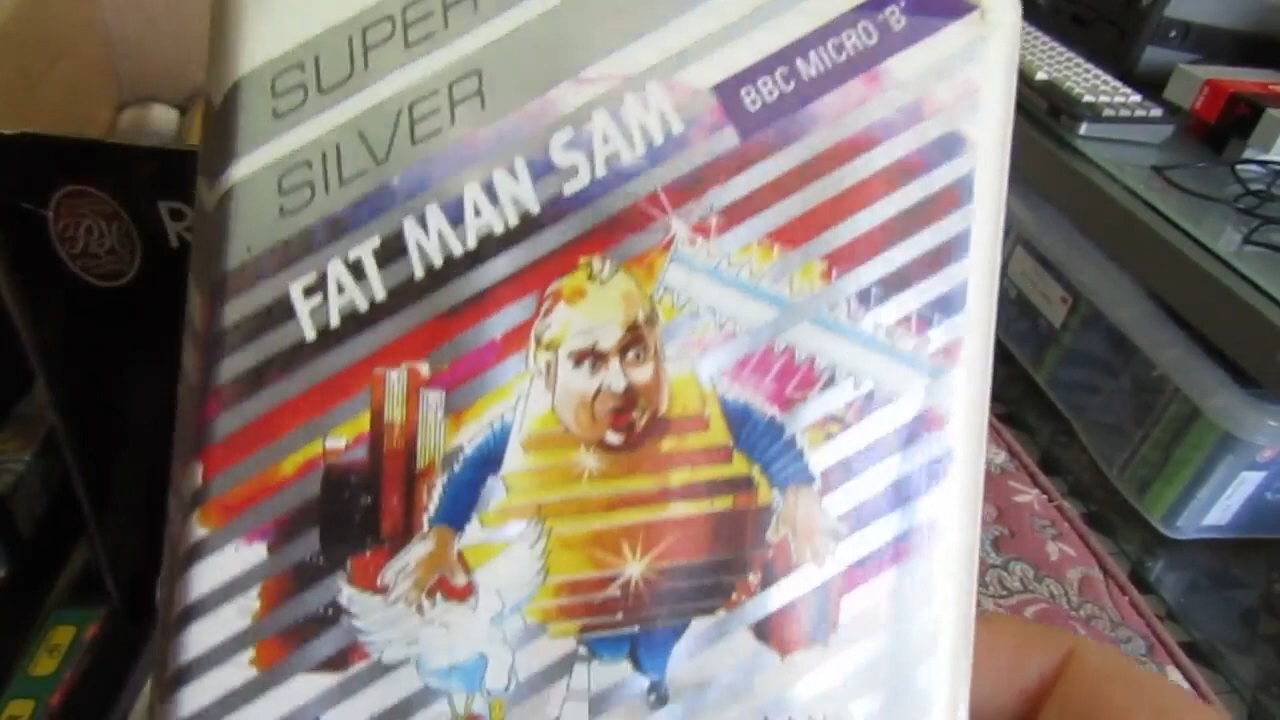 SUPER
SILVER
BBC MICRO 'B'
FAT MAN SAM
R